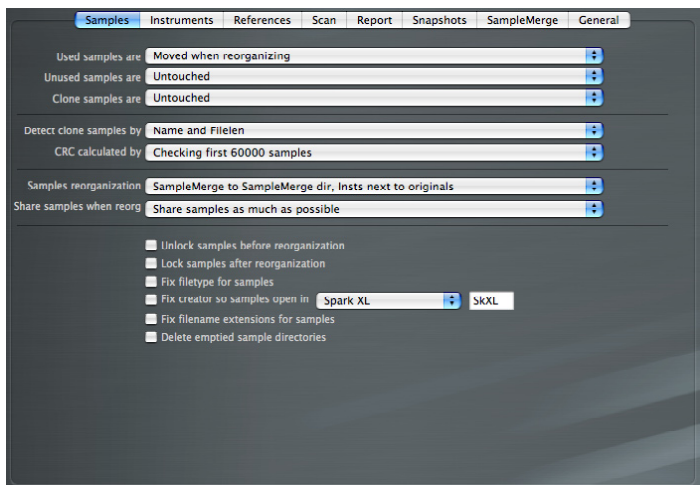 Samples Instruments References Scan Report Snapshots SampleMerge General
Used samples are Moved when reorganizing
Unused samples are Untouched
Clone samples are Untouched
Detect clone samples by Name and Filelen
CRC calculated by Checking first 60000 samples
Samples reorganization SampleMerge to SampleMerge dir, Insts next to originals
Share samples when reorg Share samples as much as possible
Unlock samples before reorganization
Lock samples after reorganization
Fix filetype for samples
Fix creator so samples open in Spark XL SkXL
Fix filename extensions for samples
Delete emptied sample directories